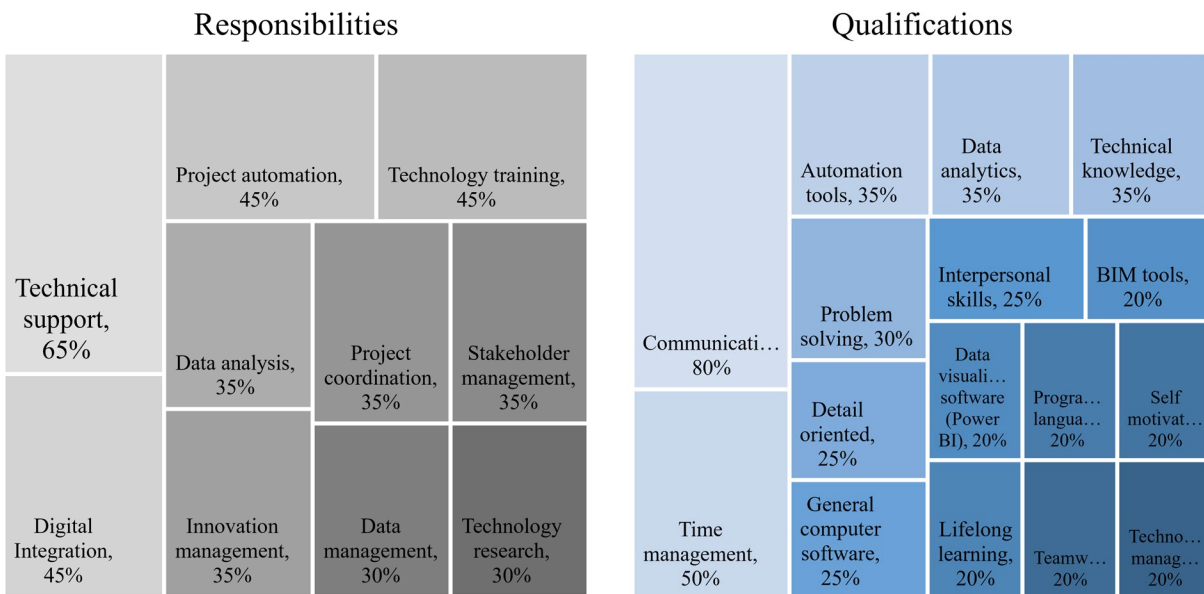 Responsibilities
Technical
support,
65%
Digital
Integration,
45%
Project automation,
45%
Technology training,
45%
Data analysis,
35%
Project
coordination,
35%
Stakeholder
management,
35%
Innovation
management,
35%
Data
management,
30%
Technology
research,
30%
Qualifications
Communicati…
80%
Time
management,
50%
Automation
tools, 35%
Data
analytics,
35%
Technical
knowledge,
35%
Problem
solving, 30%
Interpersonal
skills, 25%
BIM tools,
20%
Detail
oriented,
25%
Data
visuali…
software
(Power
BI), 20%
Progra…
langua…
20%
Self
motivat…
20%
General
computer
software,
25%
Lifelong
learning,
20%
Teamw…
20%
Techno…
manag…
20%